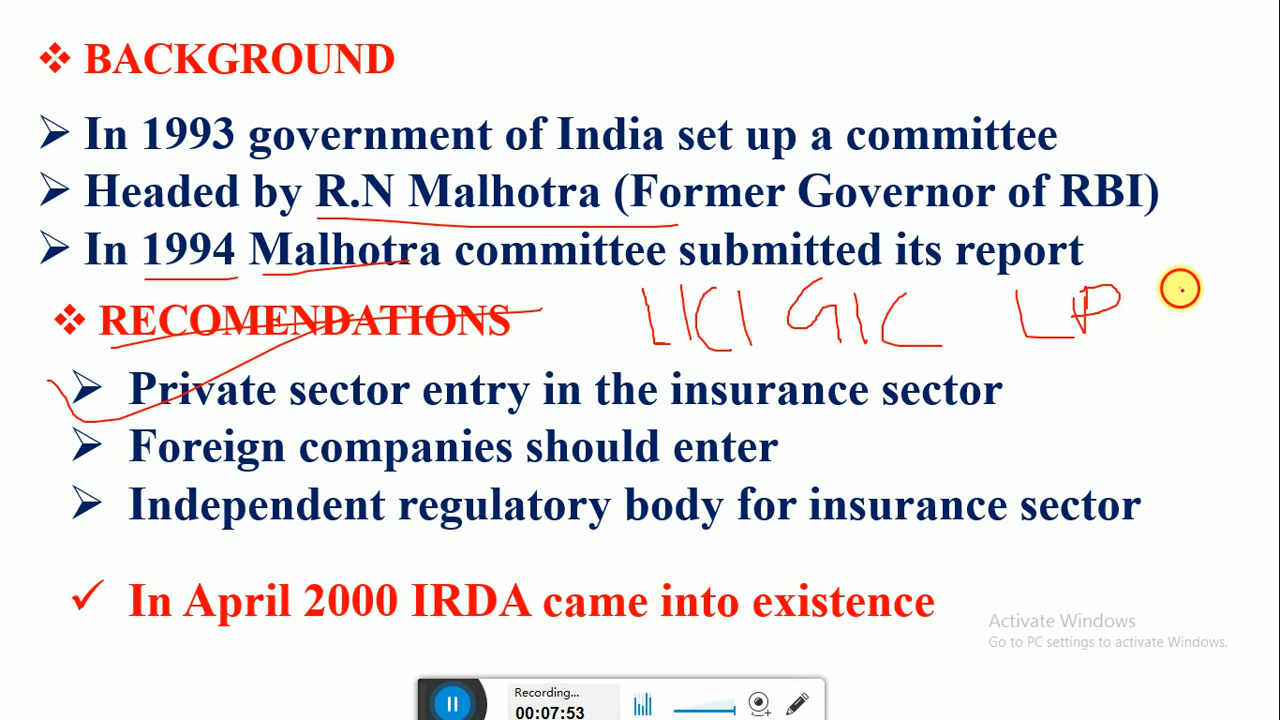 BACKGROUND
In 1993 government of India set up a committee
Headed by R.N Malhotra (Former Governor of RBI)
In 1994 Malhotra committee submitted its report
RECOMENDATIONS
GIC LP
Private sector entry in the insurance sector
Foreign companies should enter
Independent regulatory body for insurance sector
In April 2000 IRDA came into existence
Activate Windows
Go to PC settings to activate Windows.
Recording...
00:07:53